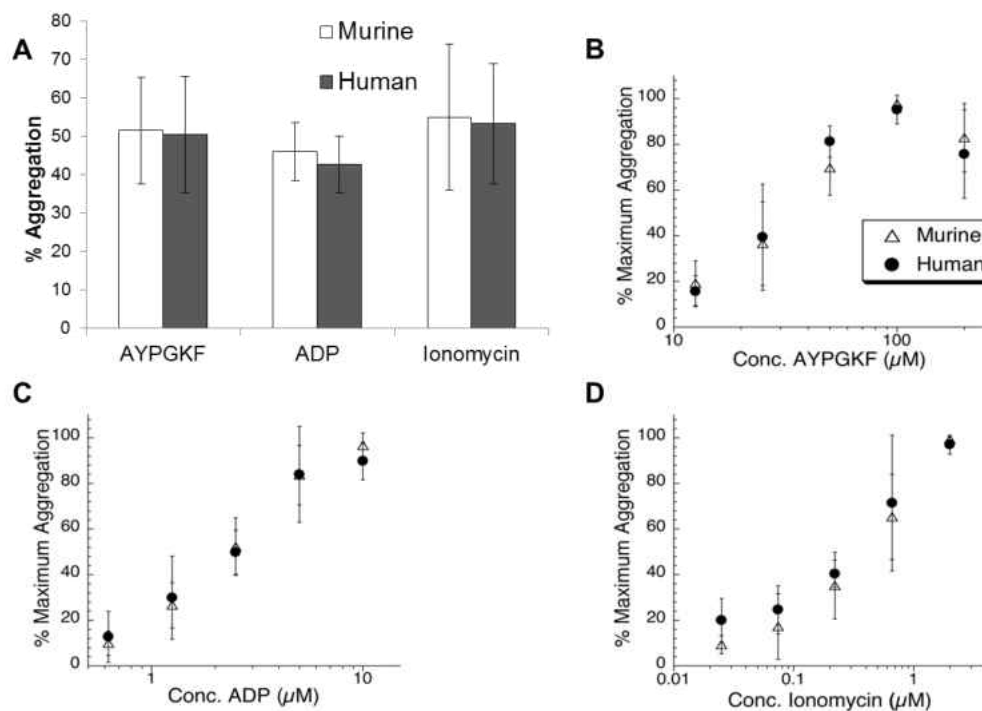 A
% Aggregation
80
70
60
50
40
30
20
10
0
Murine
Human
AYPGKF
ADP
Ionomycin
B
% Maximum Aggregation
100
80
60
40
20
0
Murine
Human
10
100
Conc. AYPGKF (µM)
C
% Maximum Aggregation
100
80
60
40
20
0
1
10
Conc. ADP (µM)
D
% Maximum Aggregation
100
80
60
40
20
0
0.01
0.1
1
Conc. Ionomycin (µM)